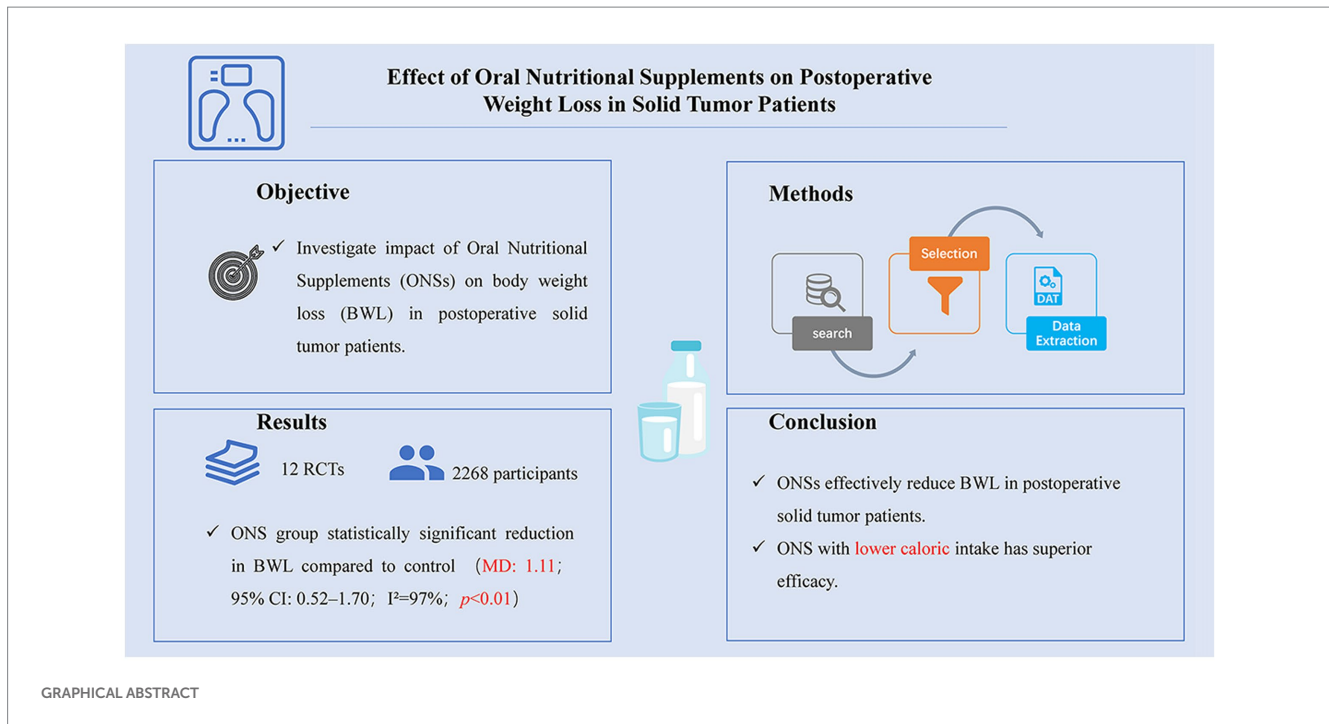 Effect of Oral Nutritional Supplements on Postoperative
Weight Loss in Solid Tumor Patients
Objective
✓ Investigate impact of Oral Nutritional
Supplements (ONSs) on body weight
loss (BWL) in postoperative solid
tumor patients.
Methods
search
Selection
DAT
Data
Extraction
Results
12 RCTs
2268 participants
✓ ONS group statistically significant reduction
in BWL compared to control （MD: 1.11；
95% CI: 0.52–1.70；I²=97%；p<0.01）
Conclusion
✓ ONSs effectively reduce BWL in postoperative
solid tumor patients.
✓ ONS with lower caloric intake has superior
efficacy.
GRAPHICAL ABSTRACT